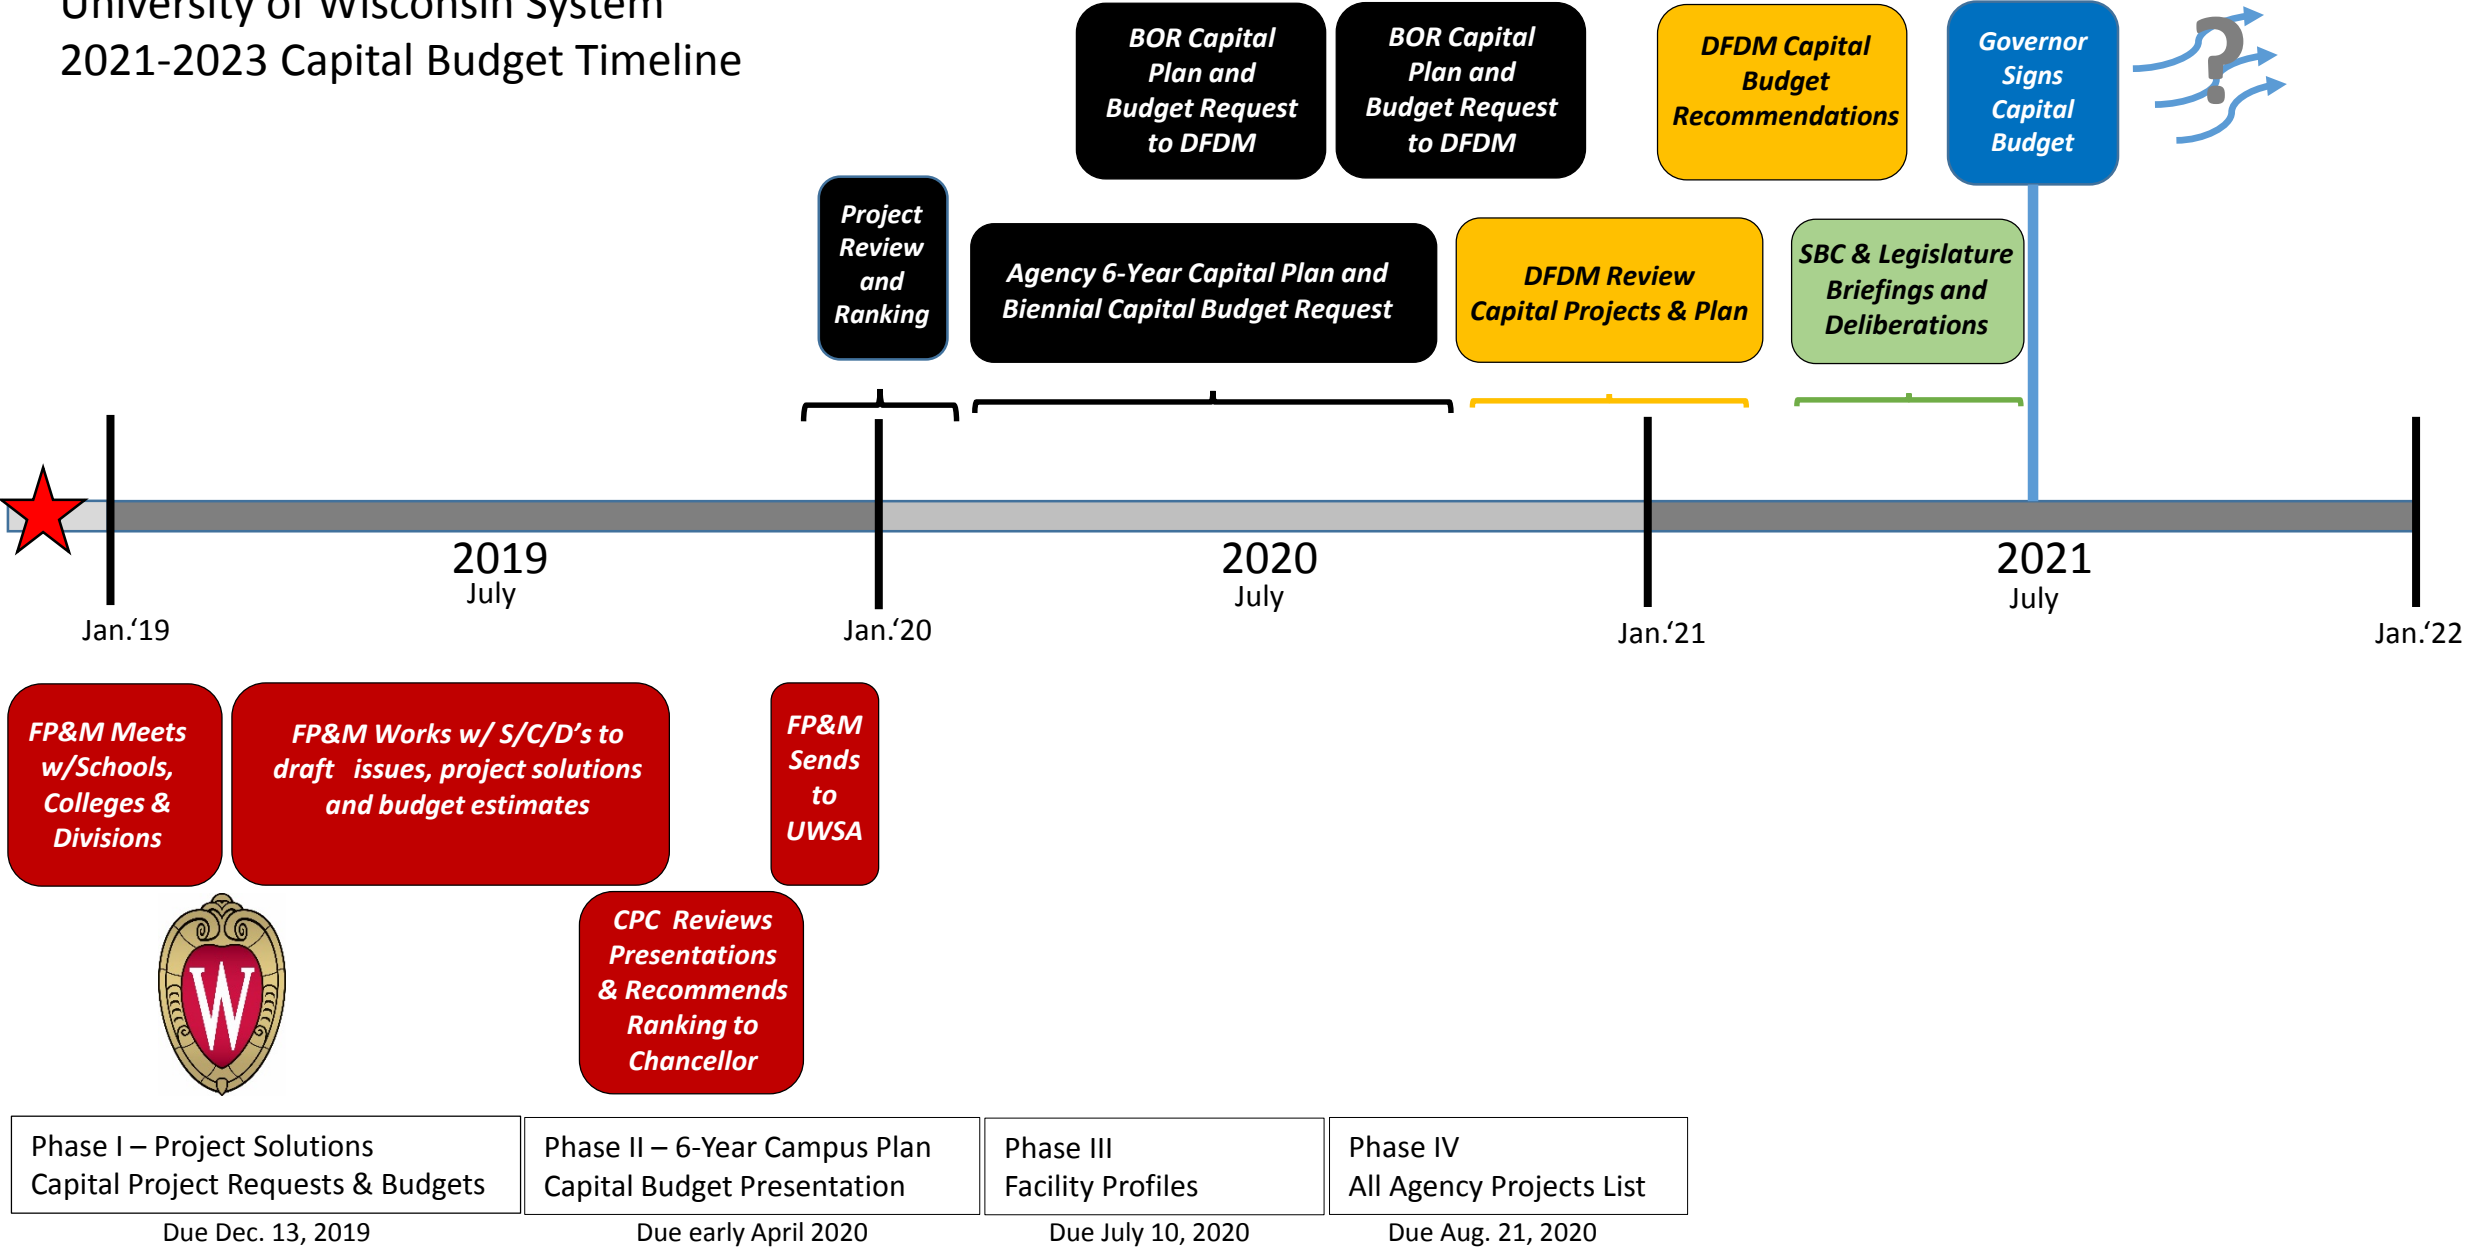 University of Wisconsin System
2021-2023 Capital Budget Timeline
BOR Capital
Plan and
Budget Request
to DFDM
BOR Capital
Plan and
Budget Request
to DFDM
DFDM Capital
Budget
Recommendations
Governor
Signs
Capital
Budget
?
Project
Review
and
Ranking
Agency 6-Year Capital Plan and
Biennial Capital Budget Request
DFDM Review
Capital Projects & Plan
SBC & Legislature
Briefings and
Deliberations
2019
July
2020
July
2021
July
Jan.‘19
Jan.‘20
Jan.‘21
Jan.‘22
FP&M Meets
w/Schools,
Colleges &
Divisions
FP&M Works w/ S/C/D’s to
draft issues, project solutions
and budget estimates
FP&M
Sends
to
UWSA
CPC Reviews
Presentations
& Recommends
Ranking to
Chancellor
W
Phase I – Project Solutions
Capital Project Requests & Budgets
Due Dec. 13, 2019
Phase II – 6-Year Campus Plan
Capital Budget Presentation
Due early April 2020
Phase III
Facility Profiles
Due July 10, 2020
Phase IV
All Agency Projects List
Due Aug. 21, 2020